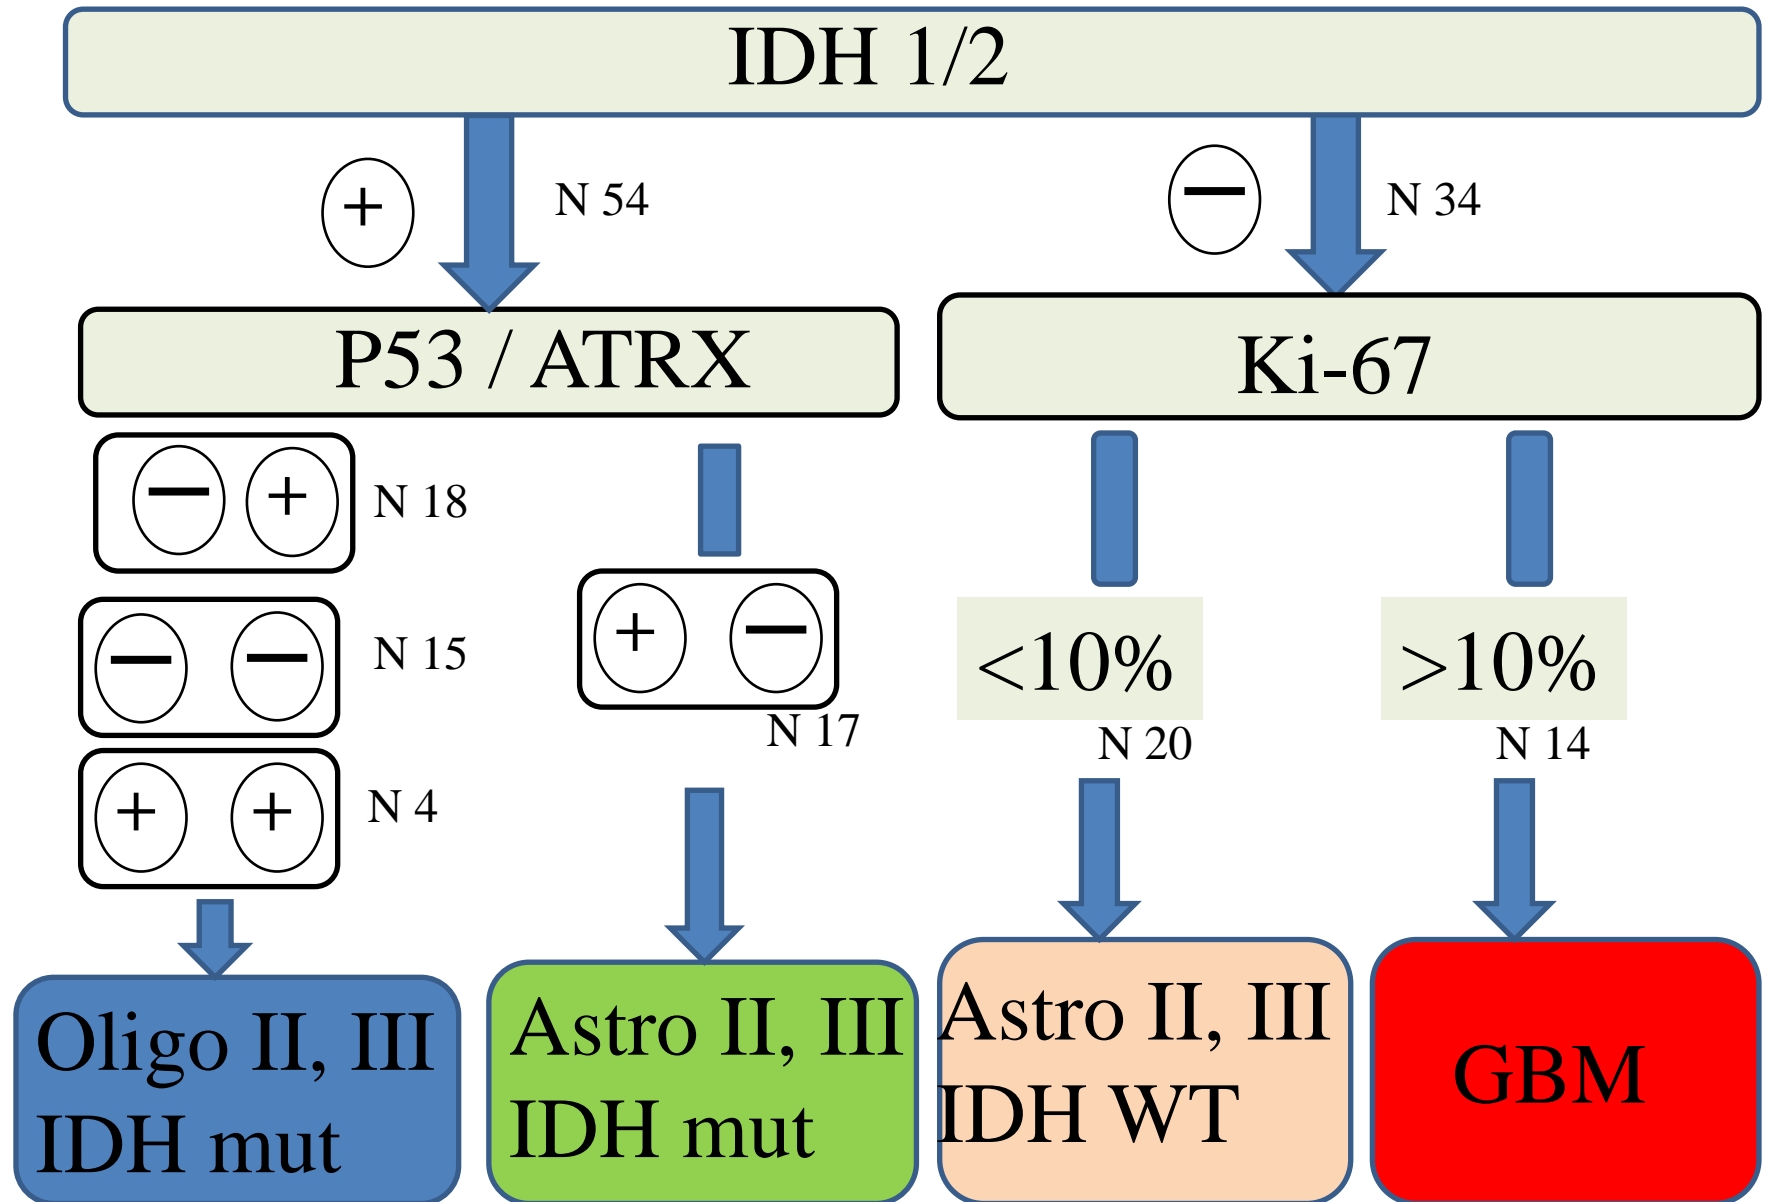 IDH 1/2
+
N 54
−
N 34
P53 / ATRX
Ki-67
− +
N 18
− −
N 15
+ +
N 4
+ −
N 17
<10%
N 20
>10%
N 14
Oligo II, III
IDH mut
Astro II, III
IDH mut
Astro II, III
IDH WT
GBM